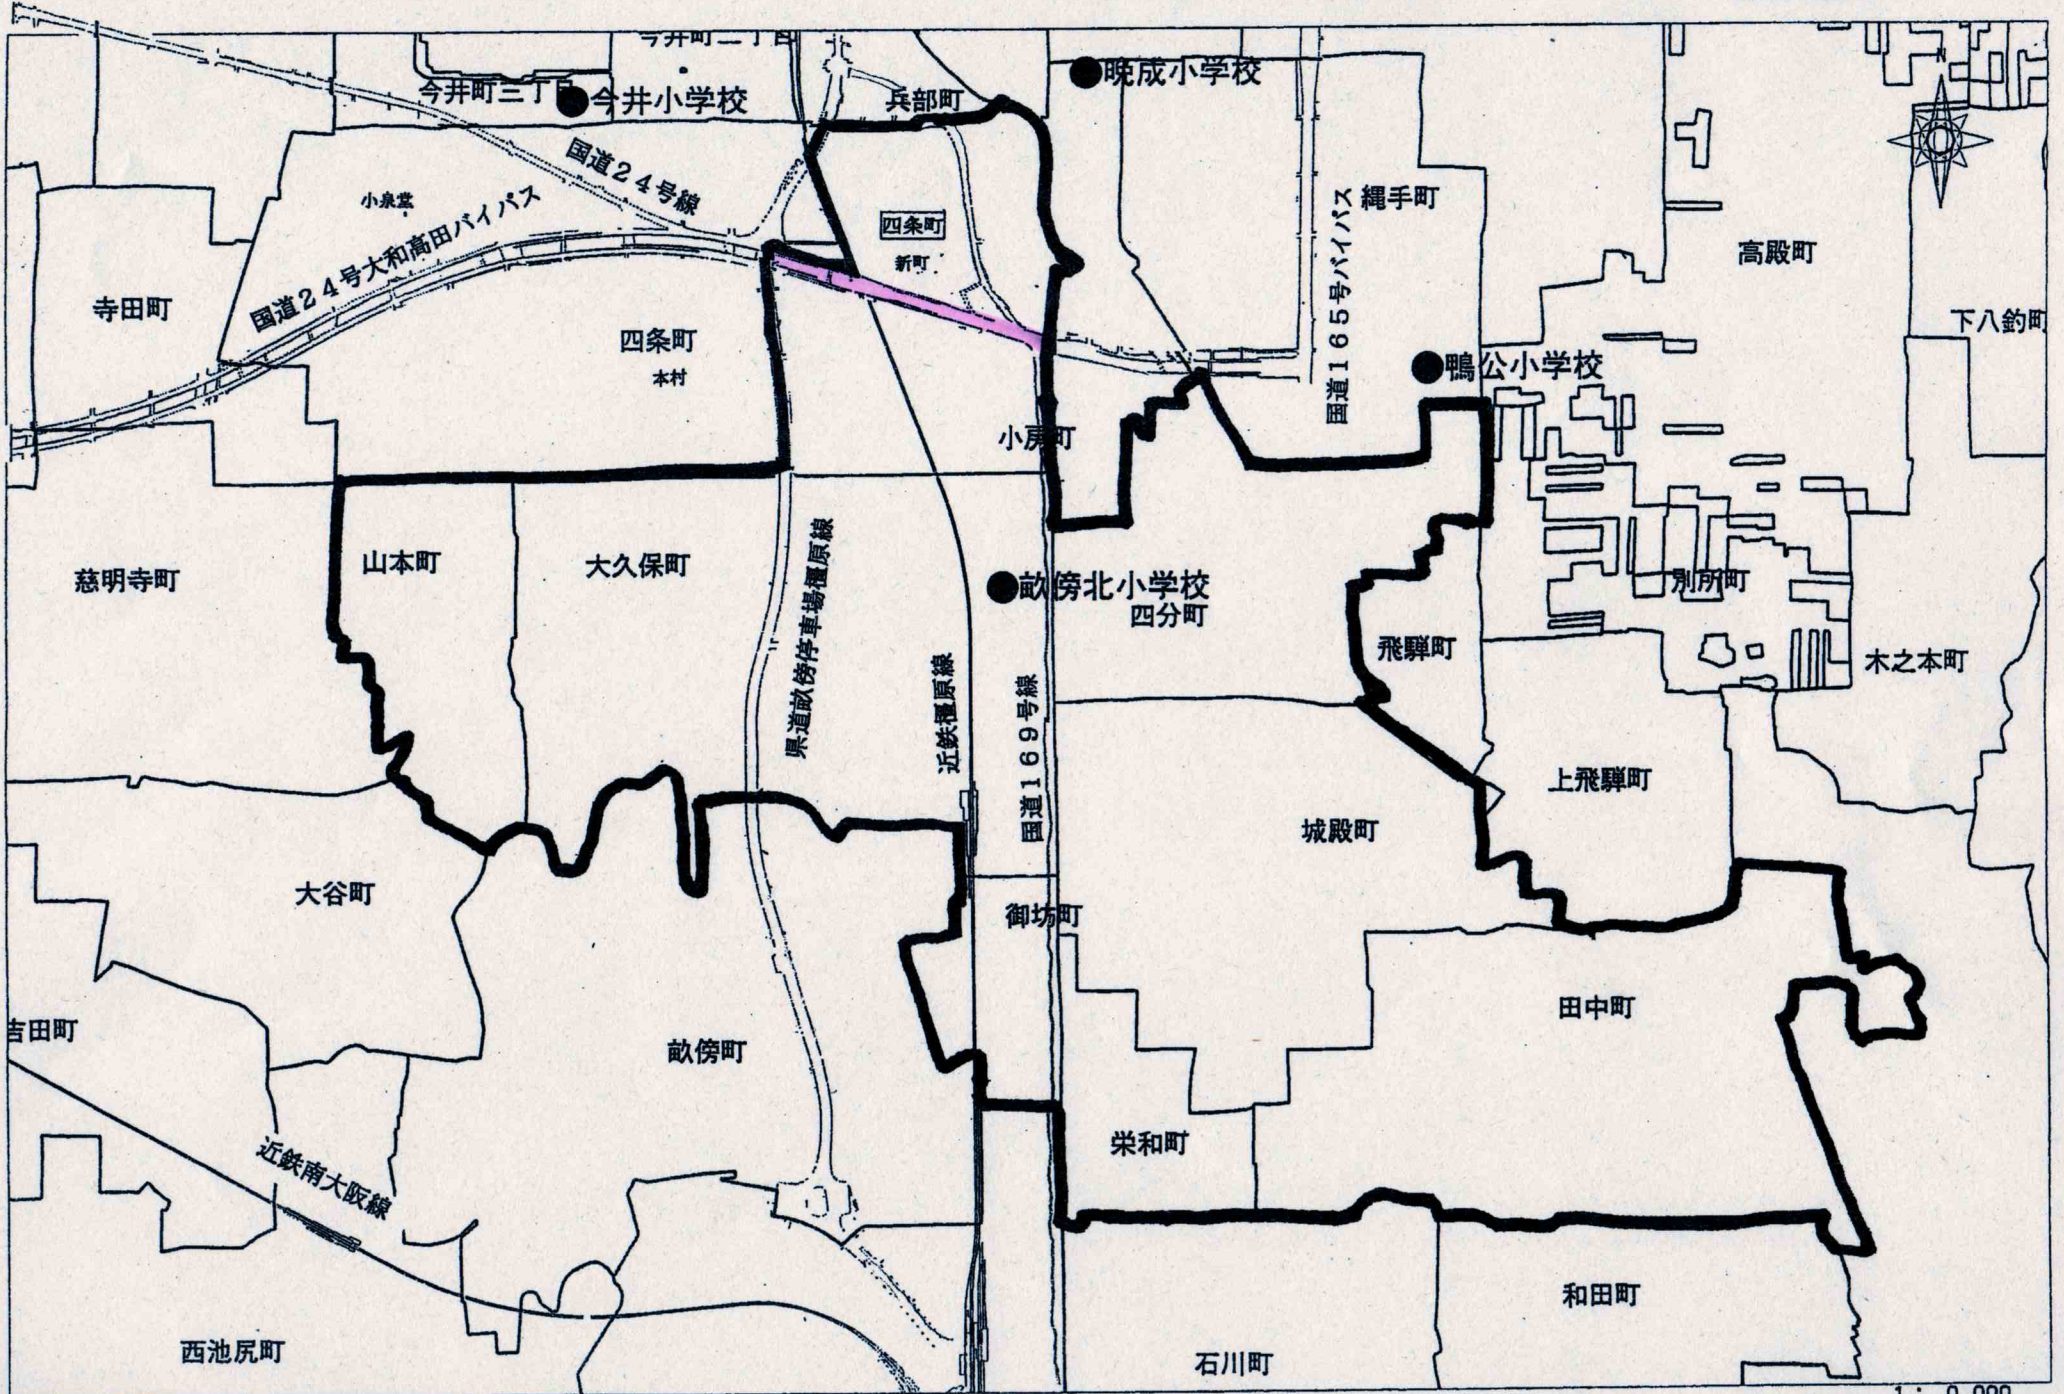 今井町二丁目
今井町三丁目
今井小学校
兵部町
晩成小学校
N
国道24号線
小泉堂
国道24号大和高田バイパス
四条町
新町
国道165号バイパス
縄手町
高殿町
寺田町
四条町
本村
下八釣町
鴨公小学校
小房町
慈明寺町
山本町
大久保町
県道畝傍停車場橿原線
畝傍北小学校
四分町
別所町
飛騨町
木之本町
近鉄橿原線
国道169号線
上飛騨町
城殿町
大谷町
御坊町
田中町
吉田町
畝傍町
栄和町
近鉄南大阪線
和田町
西池尻町
石川町